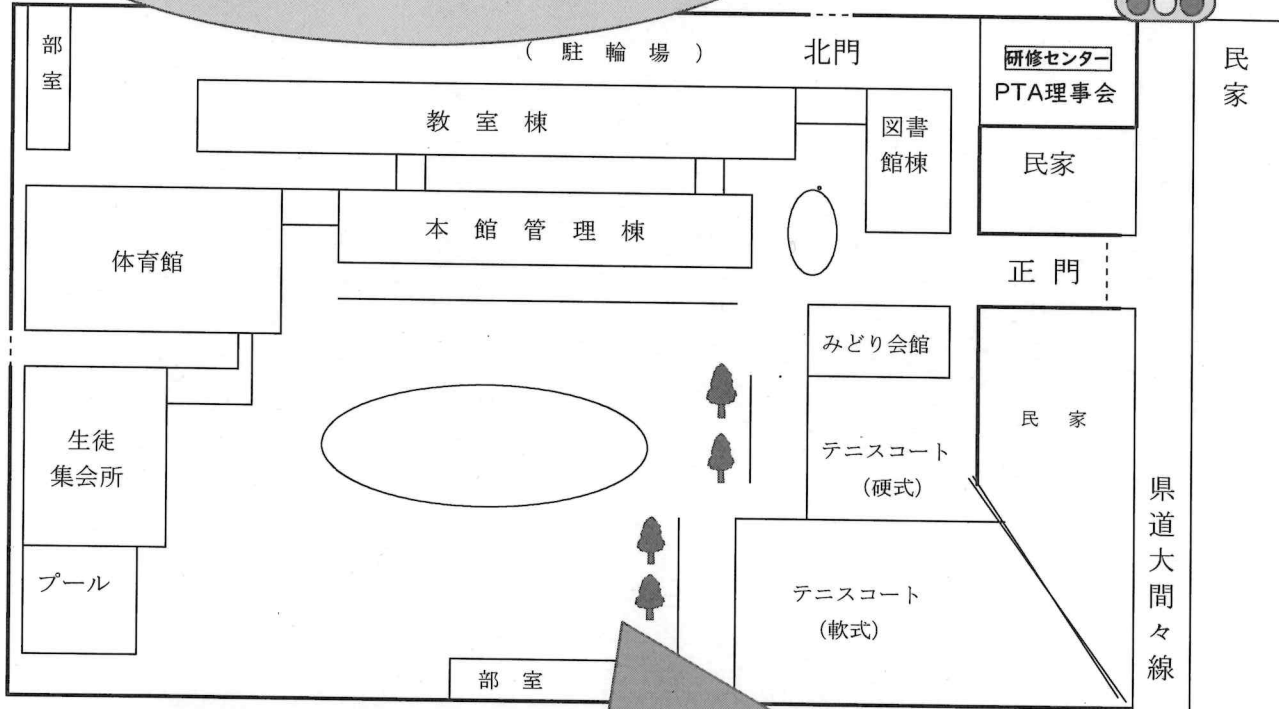 部室
（駐輪場）
北門
研修センター
PTA理事会
民家
教室棟
図書
館棟
民家
本館管理棟
体育館
正門
みどり会館
民家
生徒
集会所
テニスコート
（硬式）
県道大間々線
プール
テニスコート
（軟式）
部室